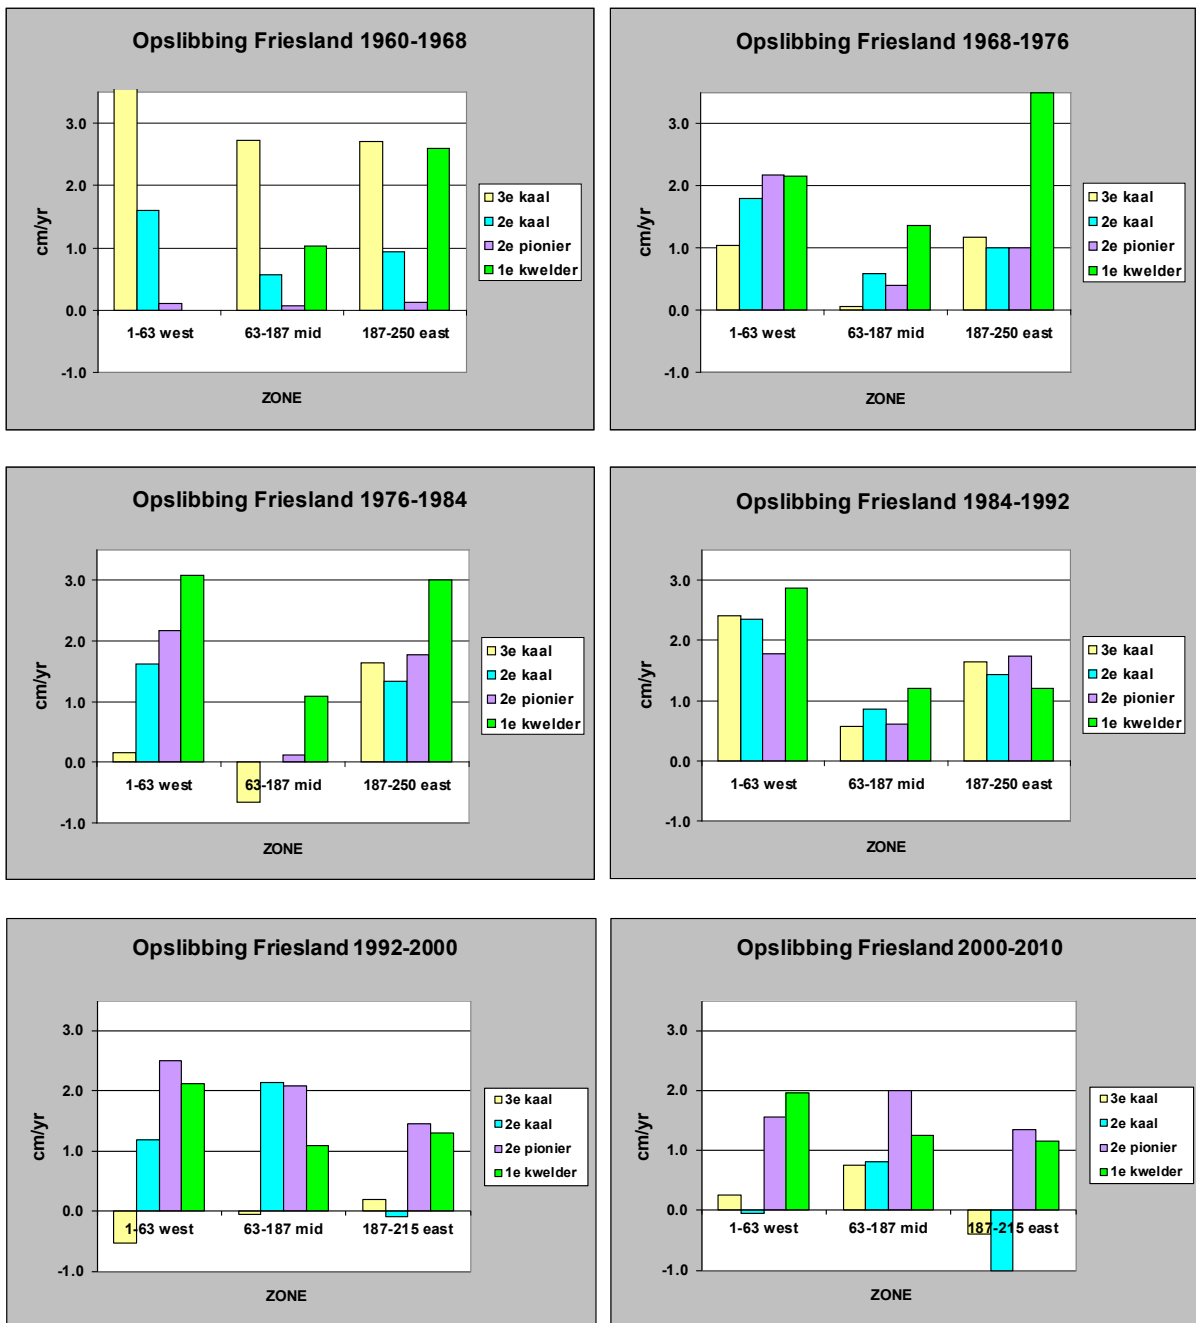 Opslibbing Friesland 1960-1968
cm/yr
3.0
2.0
1.0
0.0
-1.0
1-63 west
63-187 mid
187-250 east
ZONE
3e kaal
2e kaal
2e pionier
1e kwelder
Opslibbing Friesland 1968-1976
cm/yr
3.0
2.0
1.0
0.0
-1.0
1-63 west
63-187 mid
187-250 east
ZONE
3e kaal
2e kaal
2e pionier
1e kwelder
Opslibbing Friesland 1976-1984
cm/yr
3.0
2.0
1.0
0.0
-1.0
1-63 west
63-187 mid
187-250 east
ZONE
3e kaal
2e kaal
2e pionier
1e kwelder
Opslibbing Friesland 1984-1992
cm/yr
3.0
2.0
1.0
0.0
-1.0
1-63 west
63-187 mid
187-250 east
ZONE
3e kaal
2e kaal
2e pionier
1e kwelder
Opslibbing Friesland 1992-2000
cm/yr
3.0
2.0
1.0
0.0
-1.0
1-63 west
63-187 mid
187-215 east
ZONE
3e kaal
2e kaal
2e pionier
1e kwelder
Opslibbing Friesland 2000-2010
cm/yr
3.0
2.0
1.0
0.0
-1.0
1-63 west
63-187 mid
187-215 east
ZONE
3e kaal
2e kaal
2e pionier
1e kwelder